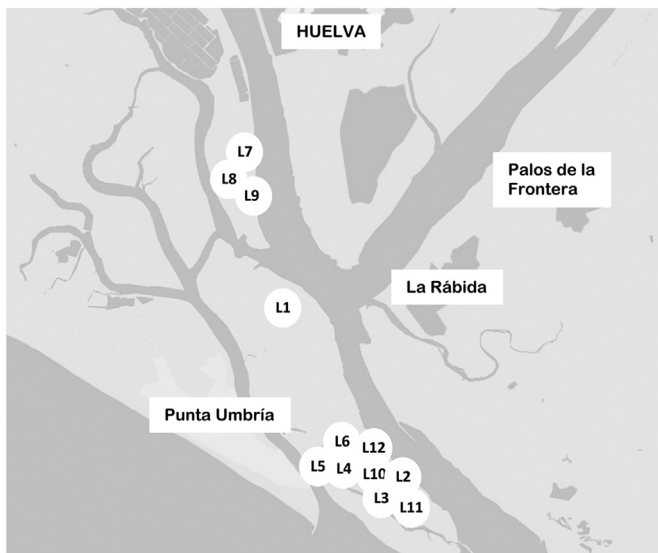 HUELVA
L7
L8
L9
Palos de la
Frontera
La Rábida
L1
Punta Umbría
L6
L12
L5
L4
L10
L2
L3
L11